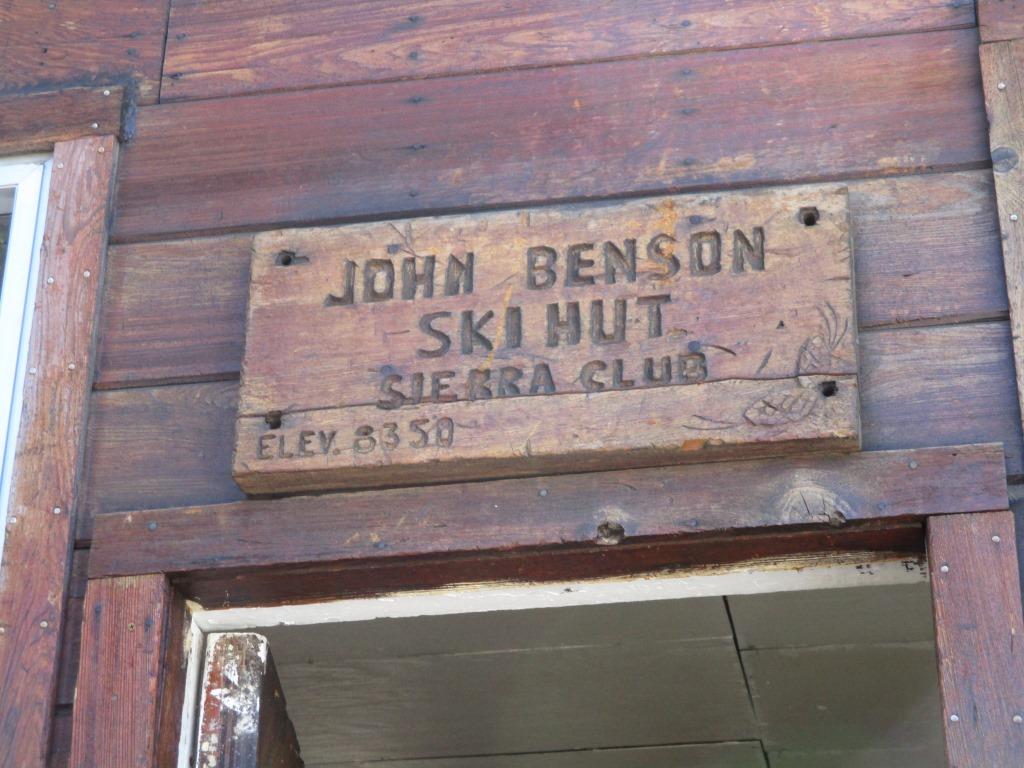 JOHN BENSON
SKI HUT
SIERRA CLUB
ELEV. 8350